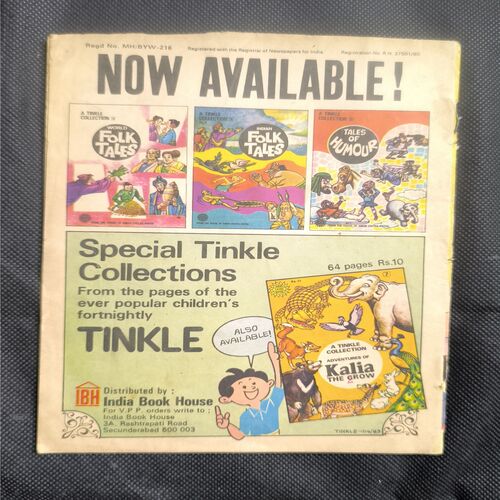 Regd No. MH-BYW-216 Registered with the Registrar of Newspapers for India Registration No R.N. 37501/80
NOW AVAILABLE!
A TINKLE COLLECTION
WORLD
FOLK
TALES
A TINKLE COLLECTION
INDIAN
FOLK
TALES
A TINKLE COLLECTION
TALES OF
HUMOUR
Special Tinkle
Collections
From the pages of the
ever popular children's
fortnightly
TINKLE
64 pages Rs.10
ALSO
AVAILABLE!
A TINKLE
COLLECTION
ADVENTURES OF
Kalia
THE CROW
IBH
Distributed by :
India Book House
For V.P.P. orders write to :
India Book House
3A, Rashtrapati Road
Secunderabad 500 003